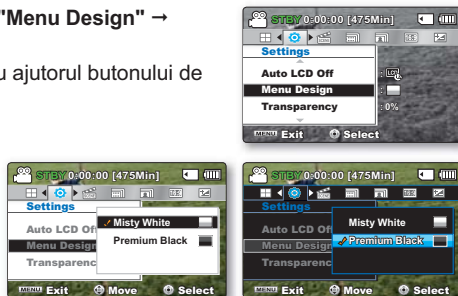 "Menu Design" →
u ajutorul butonului de
STBY 0:00:00 [475Min]
Settings
Auto LCD Off
Menu Design
Transparency
: LCD
:
: 0%
MENU Exit Select
STBY 0:00:00 [475Min]
Settings
Auto LCD Of
Menu Design
Transparenc
Misty White
Premium Black
MENU Exit Move Select
STBY 0:00:00 [475Min]
Settings
Auto LCD Of
Menu Design
Transparenc
Misty White
Premium Black
MENU Exit Move Select